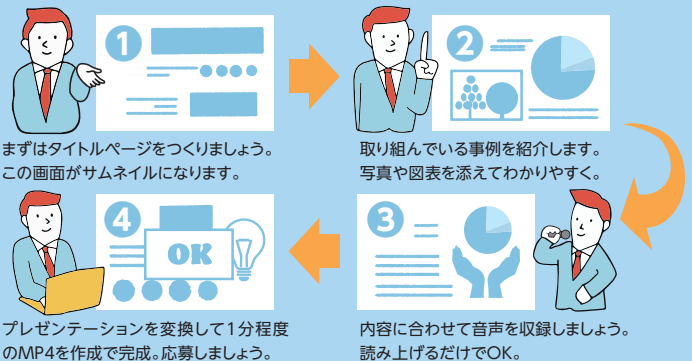 1
まずはタイトルページをつくりましょう。
この画面がサムネイルになります。
2
取り組んでいる事例を紹介します。
写真や図表を添えてわかりやすく。
3
内容に合わせて音声を収録しましょう。
読み上げるだけでOK。
4
OK
プレゼンテーションを変換して1分程度
のMP4を作成で完成。応募しましょう。